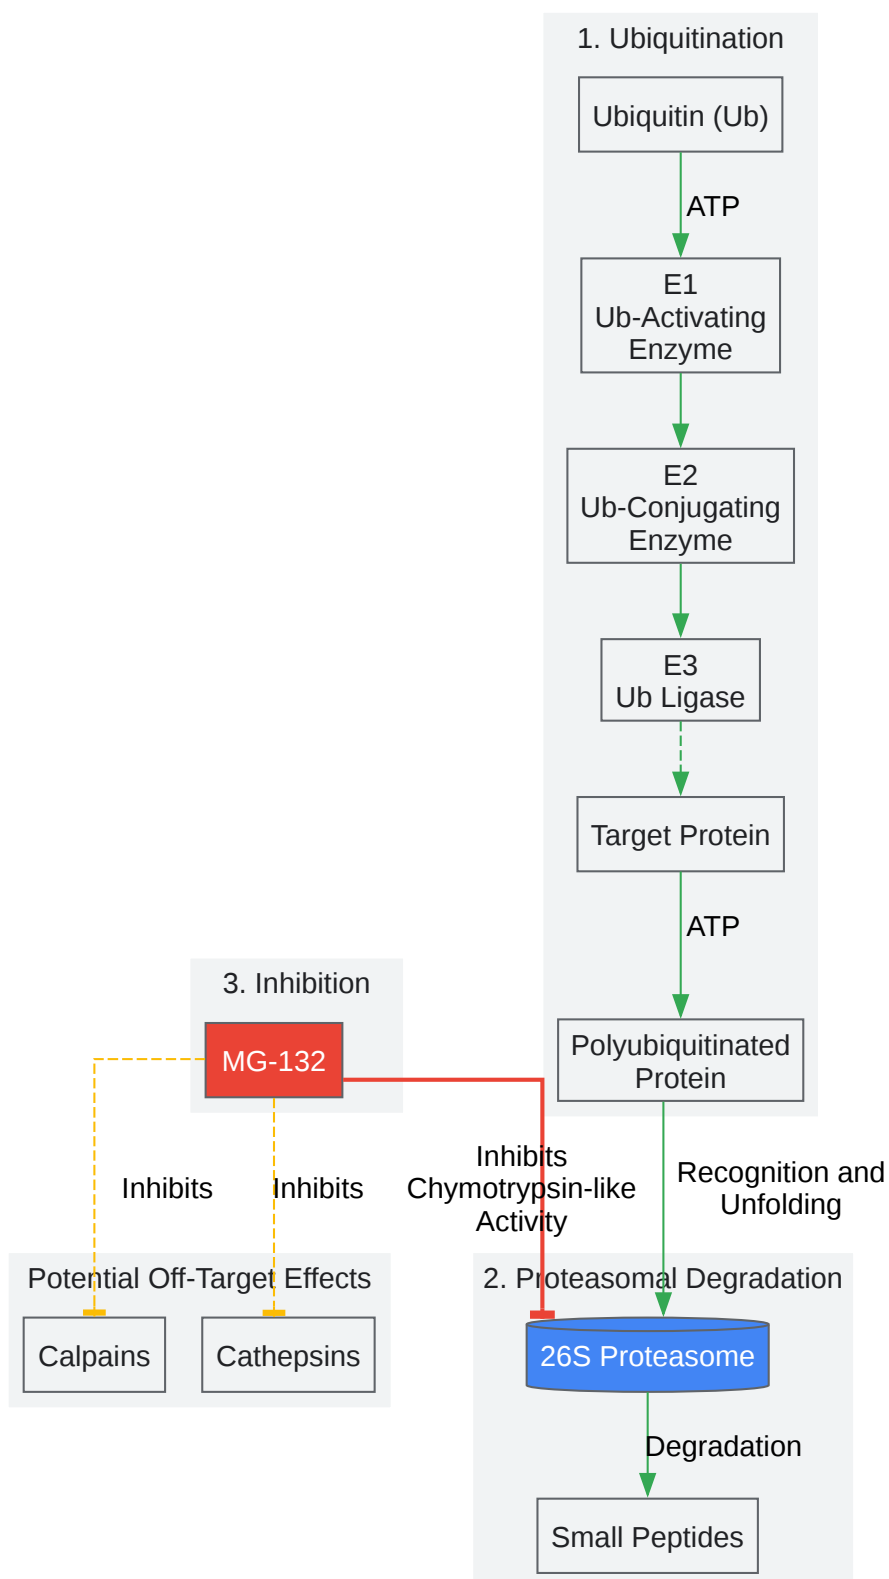 1. Ubiquitination
Ubiquitin (Ub)
ATP
E1
Ub-Activating
Enzyme
E2
Ub-Conjugating
Enzyme
E3
Ub Ligase
Target Protein
ATP
Polyubiquitinated
Protein
3. Inhibition
MG-132
Inhibits
Inhibits
Inhibits
Chymotrypsin-like
Activity
Recognition and
Unfolding
Potential Off-Target Effects
Calpains
Cathepsins
2. Proteasomal Degradation
26S Proteasome
Degradation
Small Peptides